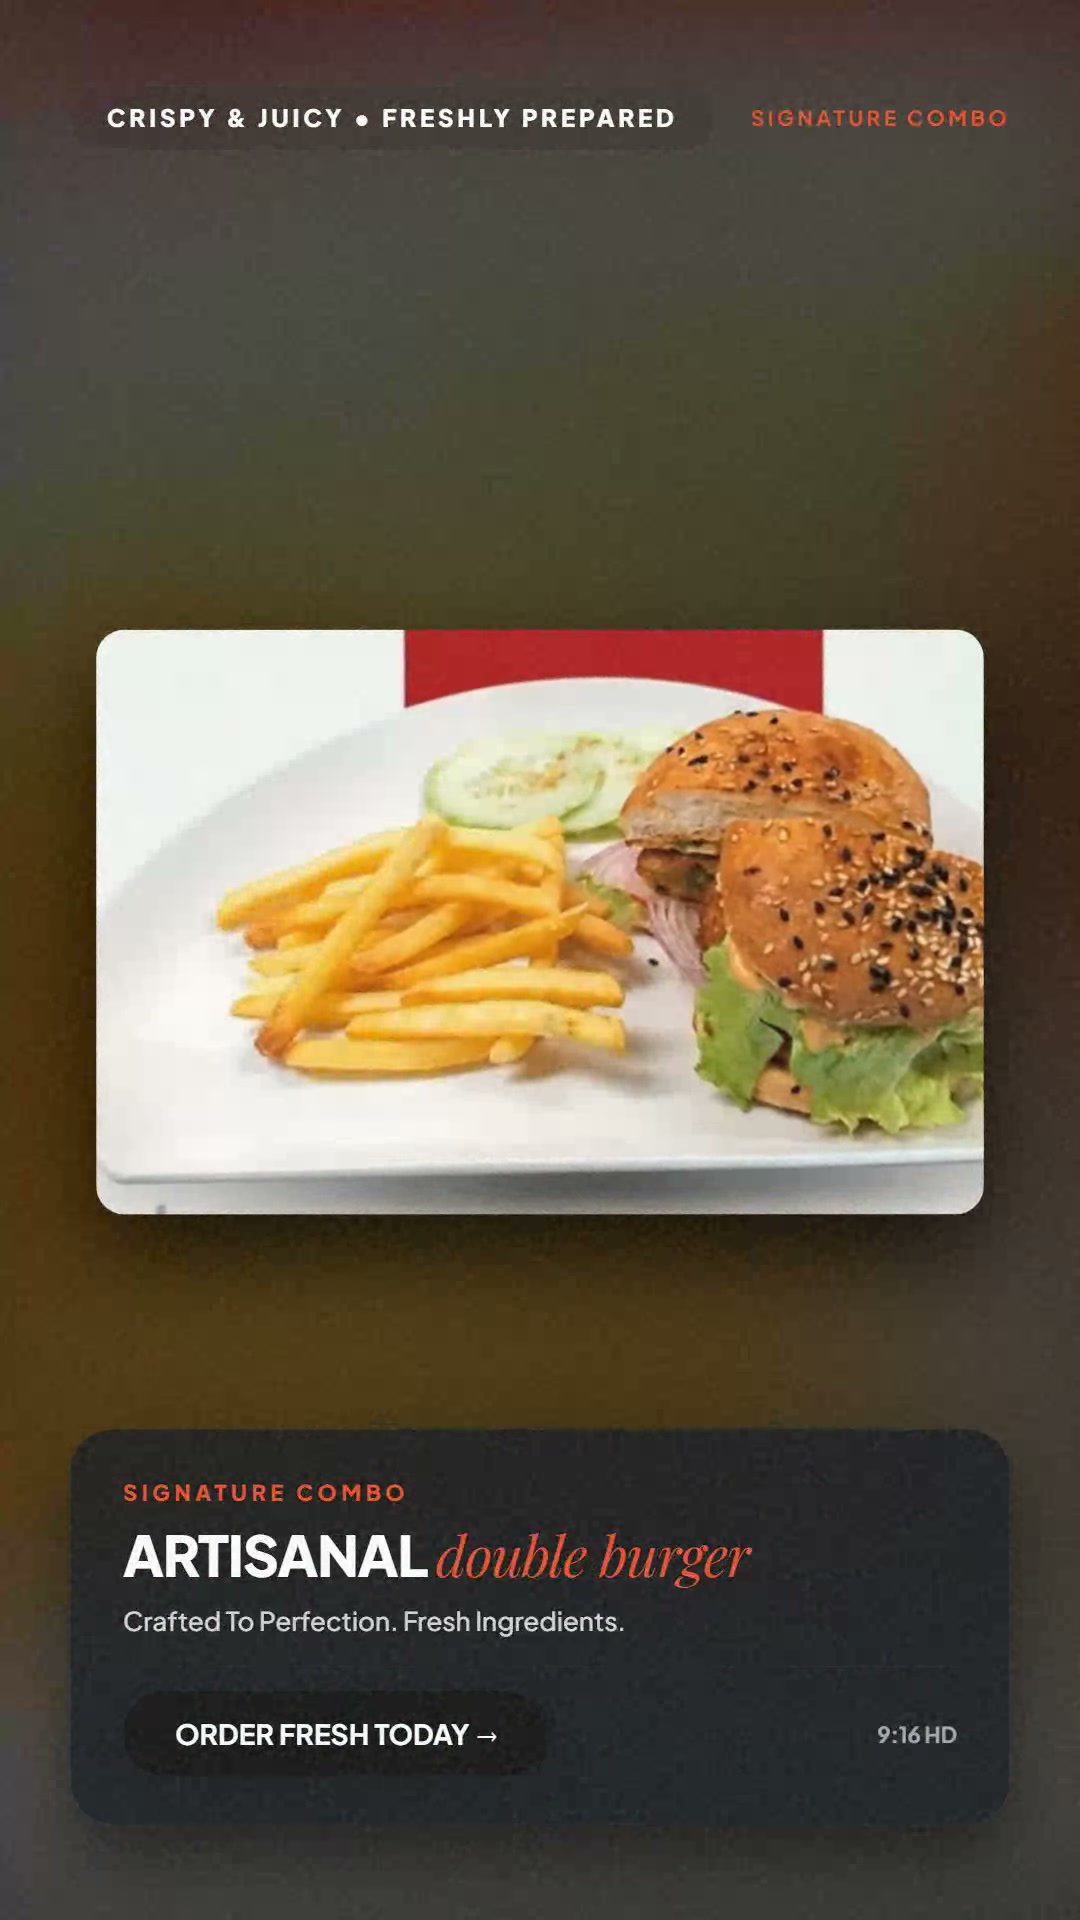 CRISPY & JUICY ● FRESHLY PREPARED
SIGNATURE COMBO
SIGNATURE COMBO
ARTISANAL double burger
Crafted To Perfection. Fresh Ingredients.
ORDER FRESH TODAY →
9:16 HD